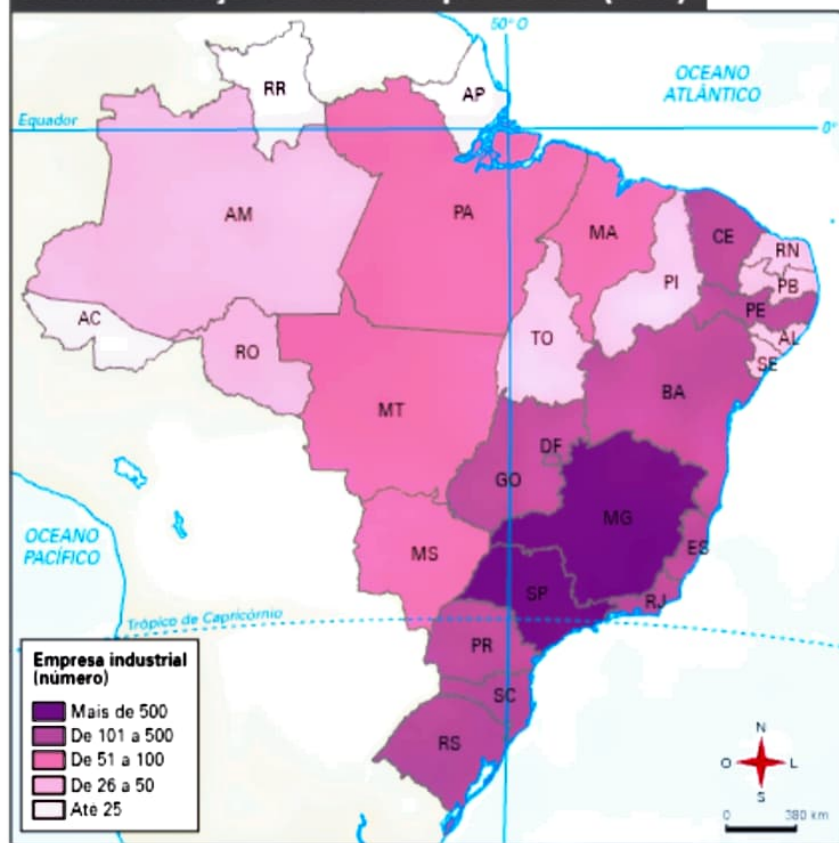 50° O
OCEANO
ATLÂNTICO
RR
AP
Equador
0°
AM
PA
MA
CE
RN
PB
PI
PE
AC
AL
TO
SE
RO
BA
MT
DF
GO
MG
OCEANO
PACÍFICO
MS
ES
SP
RJ
Trópico de Capricórnio
PR
Empresa industrial
(número)
Mais de 500
De 101 a 500
De 51 a 100
De 26 a 50
Até 25
SC
RS
N
O
L
S
0
380 km